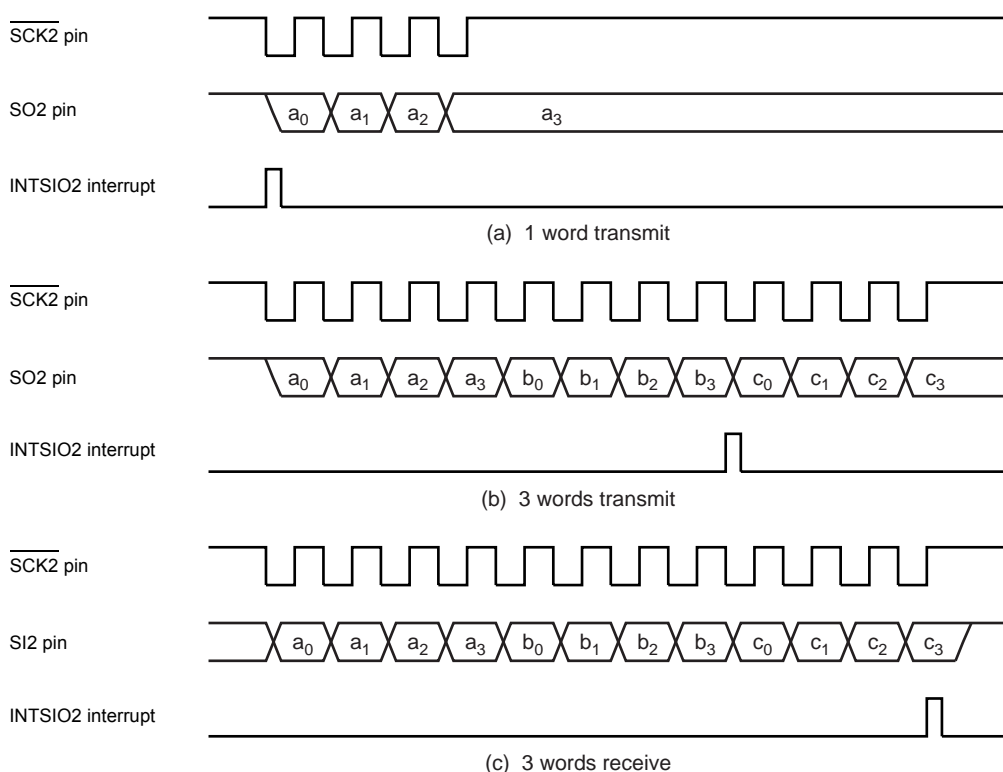 SCK2 pin
SO2 pin
a0 a1 a2 a3
INTSIO2 interrupt
(a) 1 word transmit
SCK2 pin
SO2 pin
a0 a1 a2 a3 b0 b1 b2 b3 c0 c1 c2 c3
INTSIO2 interrupt
(b) 3 words transmit
SCK2 pin
SI2 pin
a0 a1 a2 a3 b0 b1 b2 b3 c0 c1 c2 c3
INTSIO2 interrupt
(c) 3 words receive